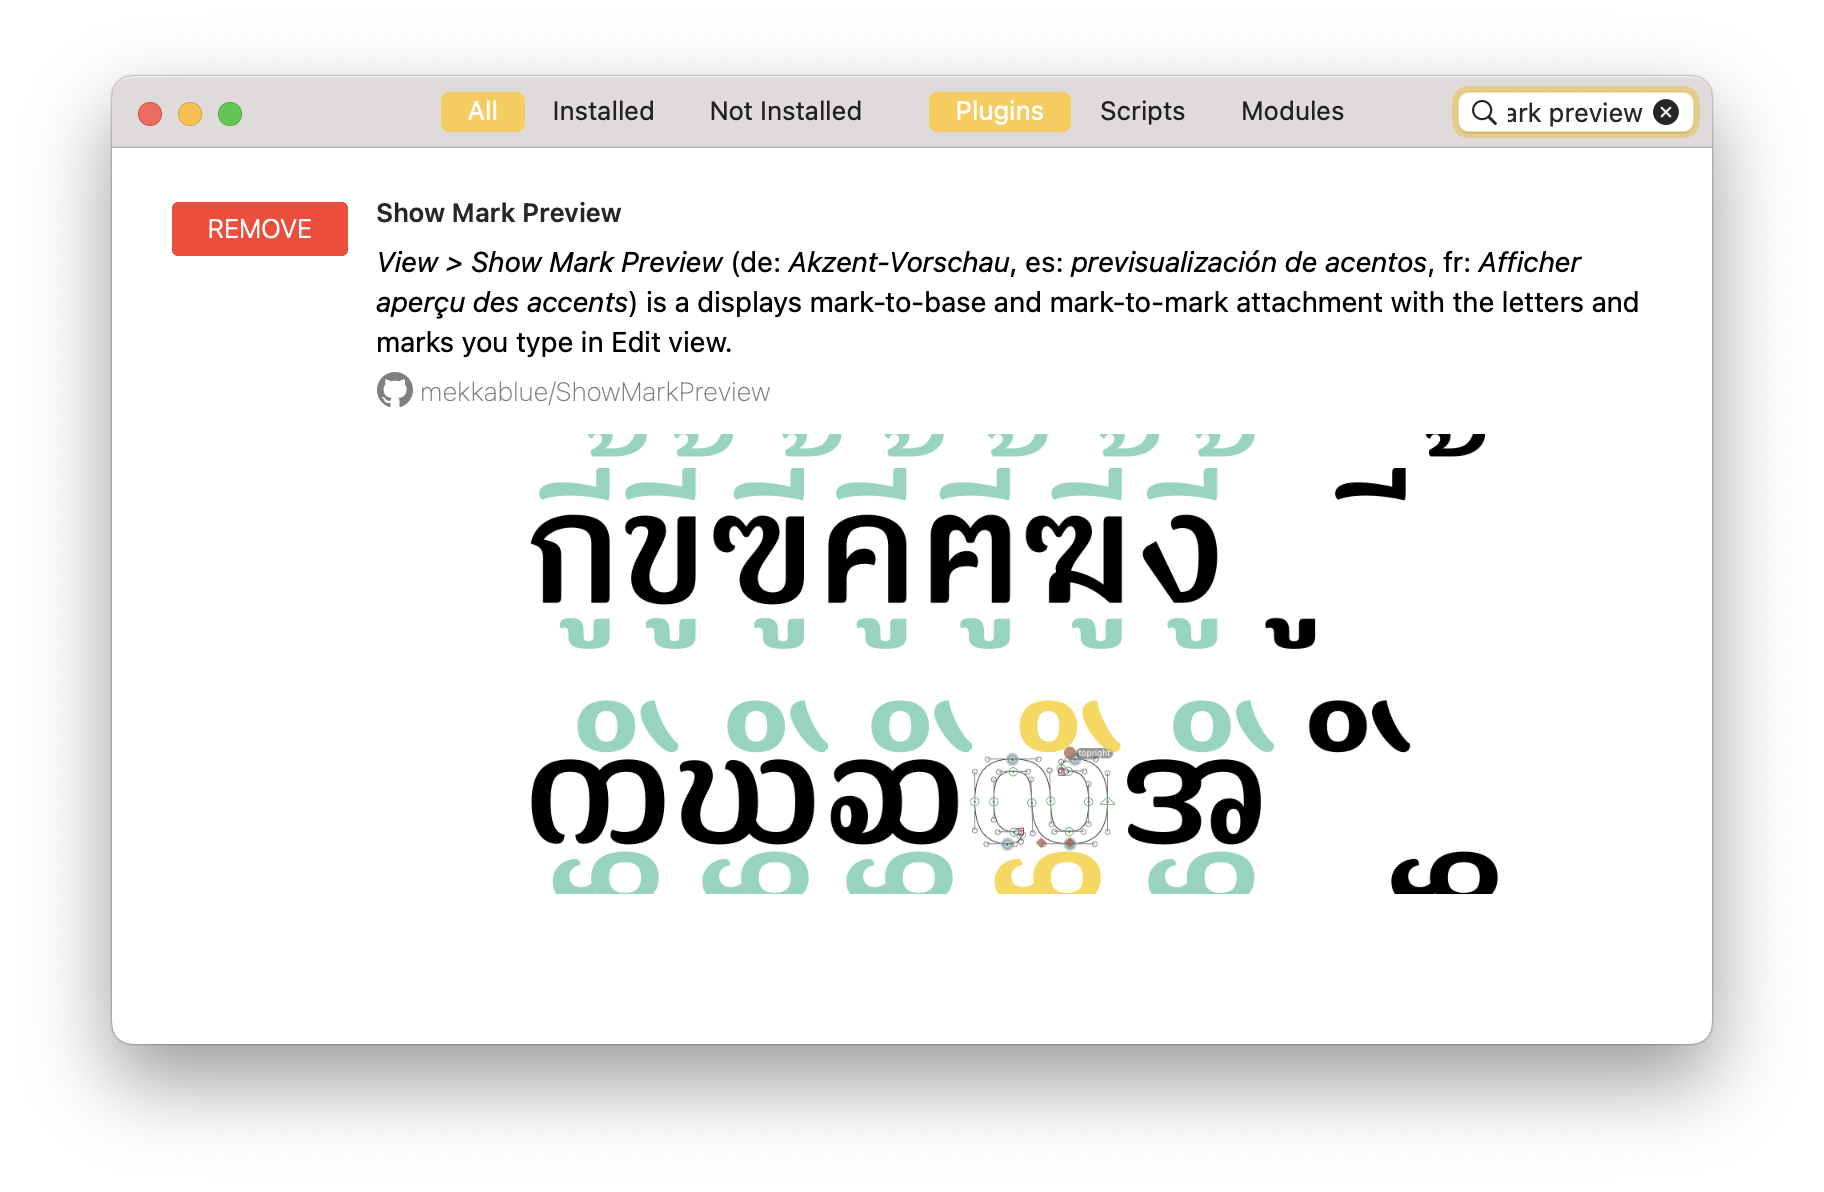 All Installed Not Installed Plugins Scripts Modules ark preview
REMOVE
Show Mark Preview
View > Show Mark Preview (de: Akzent-Vorschau, es: previsualización de acentos, fr: Afficher
aperçu des accents) is a displays mark-to-base and mark-to-mark attachment with the letters and
marks you type in Edit view.
mekkablue/ShowMarkPreview
กขฃคฅฆง
topright